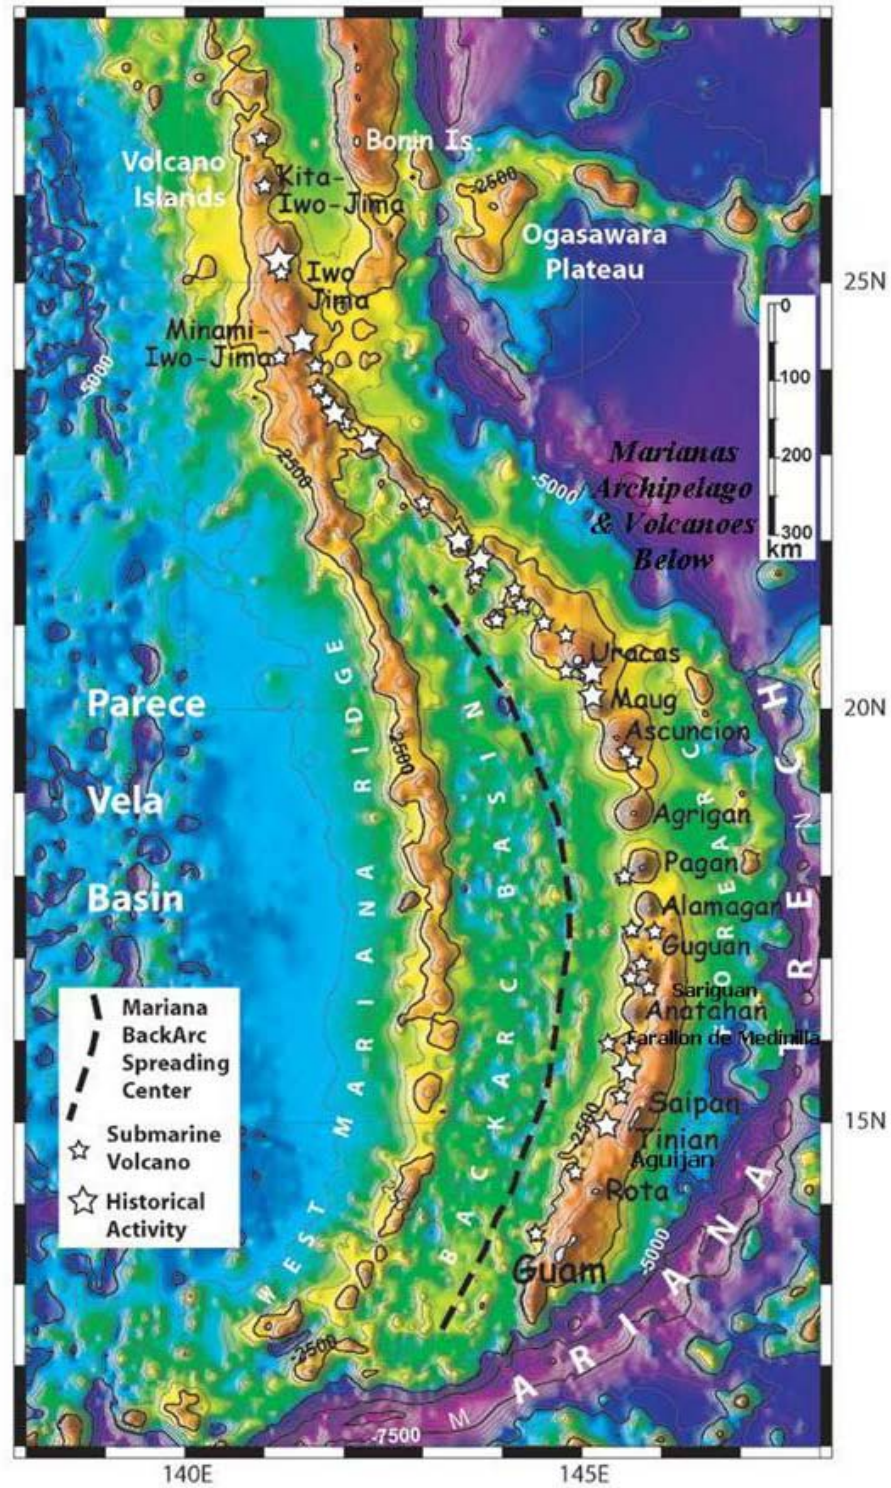 Bonin Is.
Volcano
Islands
Kita-
Iwo-Jima
-2500
Ogasawara
Plateau
Iwo
Jima
25N
0
Minami-
Iwo-Jima
-5000
-100
Marianas
Archipelago
& Volcanoes
Below
-200
-2500
-5000
-300
km
Uracas
Maug
Parece
Vela
Basin
20N
Ascuncion
-2500
Agrigan
Pagan
Alamagan
Guguan
Sariguan
Anatahan
Farallon de Medinilla
WEST MARIANA RIDGE
BACKARC BASIN
FOREARC
MARIANA TRENCH
Mariana
BackArc
Spreading
Center
Submarine
Volcano
Historical
Activity
Saipan
-2500
15N
Tinian
Aguijan
Rota
-5000
Guam
-2500
-7500
140E
145E